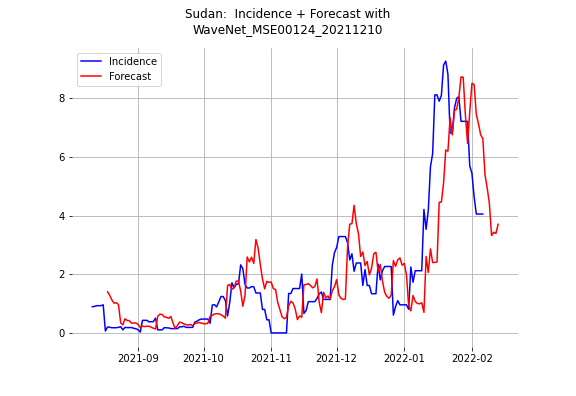 Sudan:  Incidence + Forecast with
WaveNet_MSE00124_20211210
Incidence
Forecast
8
6
4
2
0
2021-09
2021-10
2021-11
2021-12
2022-01
2022-02